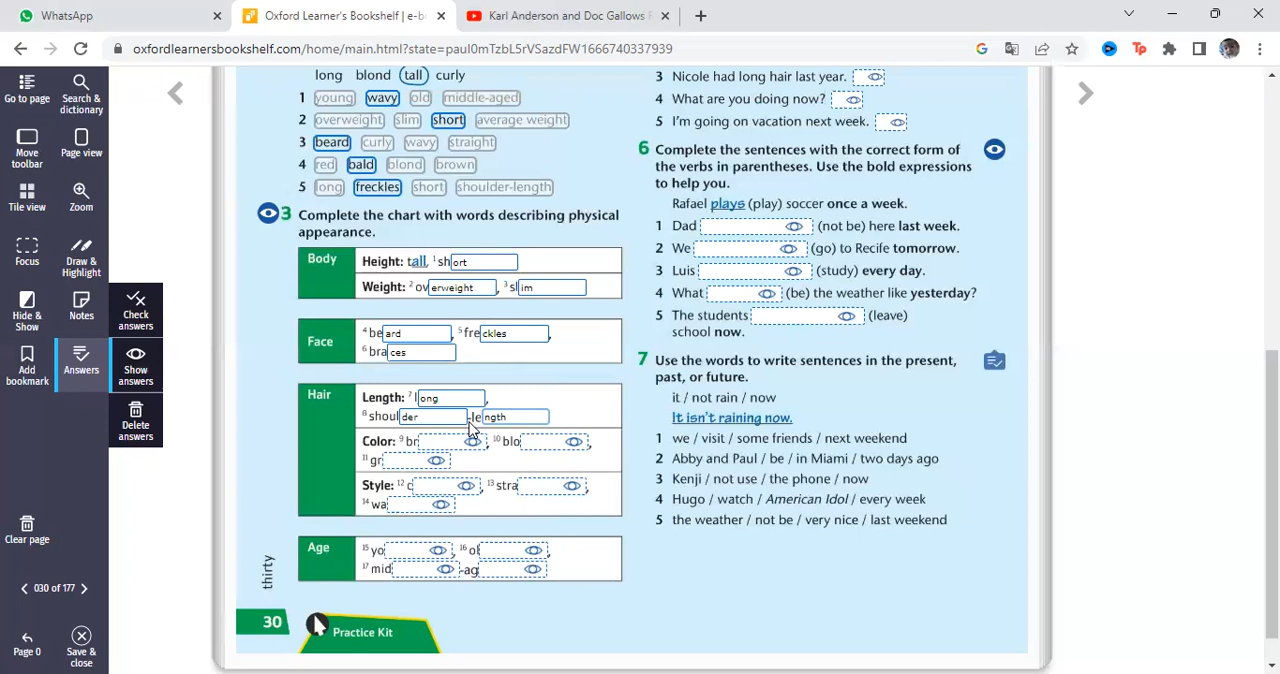 WhatsApp
Oxford Learner's Bookshelf | e-b
Karl Anderson and Doc Gallows
oxfordlearnersbookshelf.com/home/main.html?state=paul0mTzbL5rVSazdFW1666740337939
Go to page
Search & dictionary
Move toolbar
Page view
Tile view
Zoom
Focus
Draw & Highlight
Hide & Show
Notes
Add bookmark
Answers
Check answers
Show answers
Delete answers
Clear page
030 of 177
Page 0
Save & close
long blond tall curly
1 young wavy old middle-aged
2 overweight slim short average weight
3 beard curly wavy straight
4 red bald blond brown
5 long freckles short shoulder-length
3 Complete the chart with words describing physical
appearance.
Body
Height: tall, 1 short
Weight: 2 overweight, 3 slim
Face
4 beard, 5 freckles,
6 braces
Hair
Length: 7 long,
8 shoulder-length
Color: 9 br, 10 blo,
11 gr
Style: 12 c, 13 stra,
14 wa
Age
15 yo, 16 ol,
17 mid-ag
thirty
30
Practice Kit
3 Nicole had long hair last year.
4 What are you doing now?
5 I'm going on vacation next week.
6 Complete the sentences with the correct form of
the verbs in parentheses. Use the bold expressions
to help you.
Rafael plays (play) soccer once a week.
1 Dad (not be) here last week.
2 We (go) to Recife tomorrow.
3 Luis (study) every day.
4 What (be) the weather like yesterday?
5 The students (leave)
school now.
7 Use the words to write sentences in the present,
past, or future.
it / not rain / now
It isn't raining now.
1 we / visit / some friends / next weekend
2 Abby and Paul / be / in Miami / two days ago
3 Kenji / not use / the phone / now
4 Hugo / watch / American Idol / every week
5 the weather / not be / very nice / last weekend